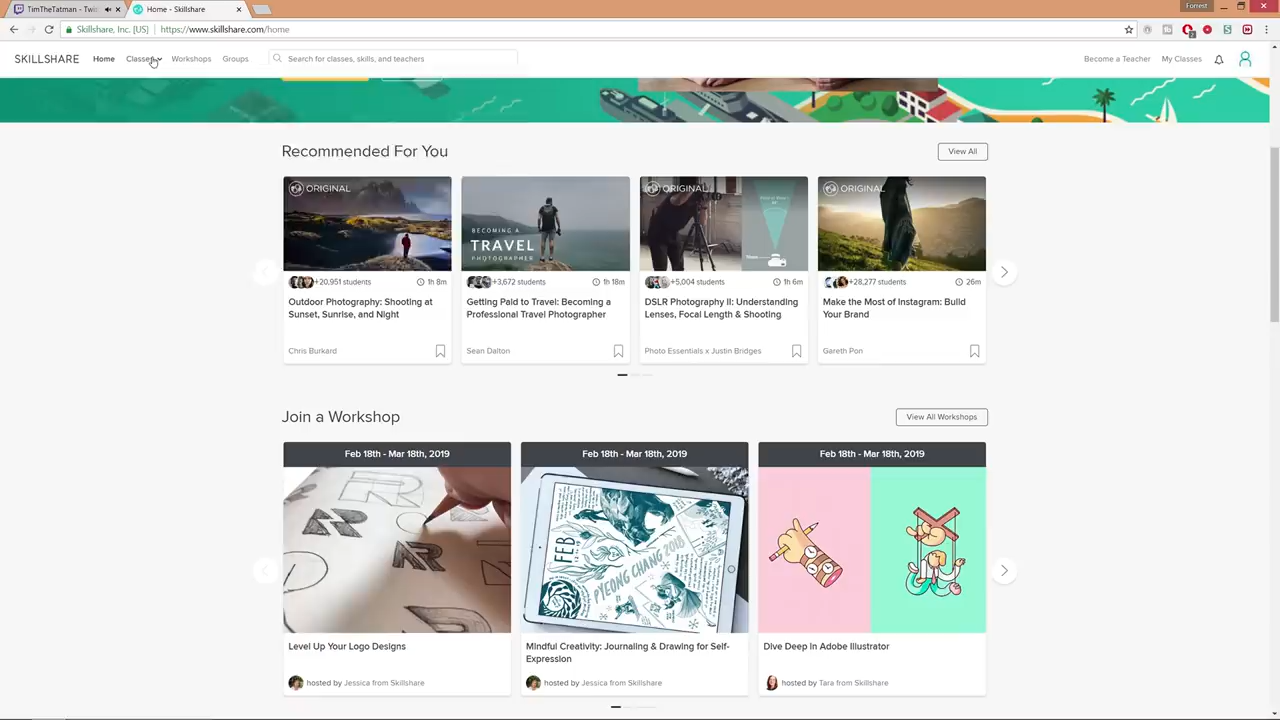 TimTheTatman - Twitc
Home - Skillshare
Forrest
Skillshare, Inc. [US]
https://www.skillshare.com/home
SKILLSHARE
Home
Classes
Workshops
Groups
Search for classes, skills, and teachers
Become a Teacher
My Classes
Recommended For You
View All
ORIGINAL
BECOMING A
TRAVEL
PHOTOGRAPHER
ORIGINAL
ORIGINAL
+20,951 students
1h 8m
+3,672 students
1h 18m
+5,004 students
1h 6m
+28,277 students
26m
Outdoor Photography: Shooting at
Sunset, Sunrise, and Night
Getting Paid to Travel: Becoming a
Professional Travel Photographer
DSLR Photography II: Understanding
Lenses, Focal Length & Shooting
Make the Most of Instagram: Build
Your Brand
Chris Burkard
Sean Dalton
Photo Essentials x Justin Bridges
Gareth Pon
Join a Workshop
View All Workshops
Feb 18th - Mar 18th, 2019
Feb 18th - Mar 18th, 2019
Feb 18th - Mar 18th, 2019
FEB
PYEONG CHANG 2018
Level Up Your Logo Designs
Mindful Creativity: Journaling & Drawing for Self-
Expression
Dive Deep in Adobe Illustrator
hosted by Jessica from Skillshare
hosted by Jessica from Skillshare
hosted by Tara from Skillshare